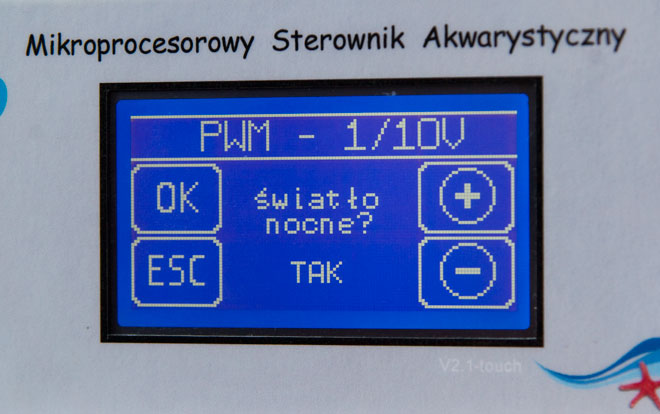 Mikroprocesorowy Sterownik Akwarystyczny
PWM - 1/10V
OK
światło
nocne?
+
ESC
TAK
-
V2.1-touch